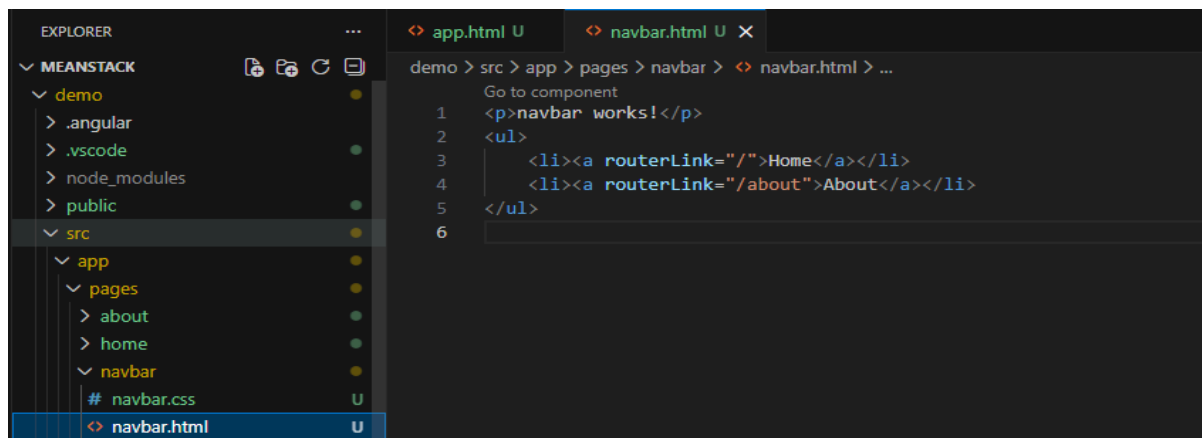 EXPLORER ...
MEANSTACK
demo
.angular
.vscode
node_modules
public
src
app
pages
about
home
navbar
# navbar.css U
<> navbar.html U
<> app.html U <> navbar.html U X
demo > src > app > pages > navbar > <> navbar.html > ...
Go to component
1 <p>navbar works!</p>
2 <ul>
3 <li><a routerLink="/">Home</a></li>
4 <li><a routerLink="/about">About</a></li>
5 </ul>
6